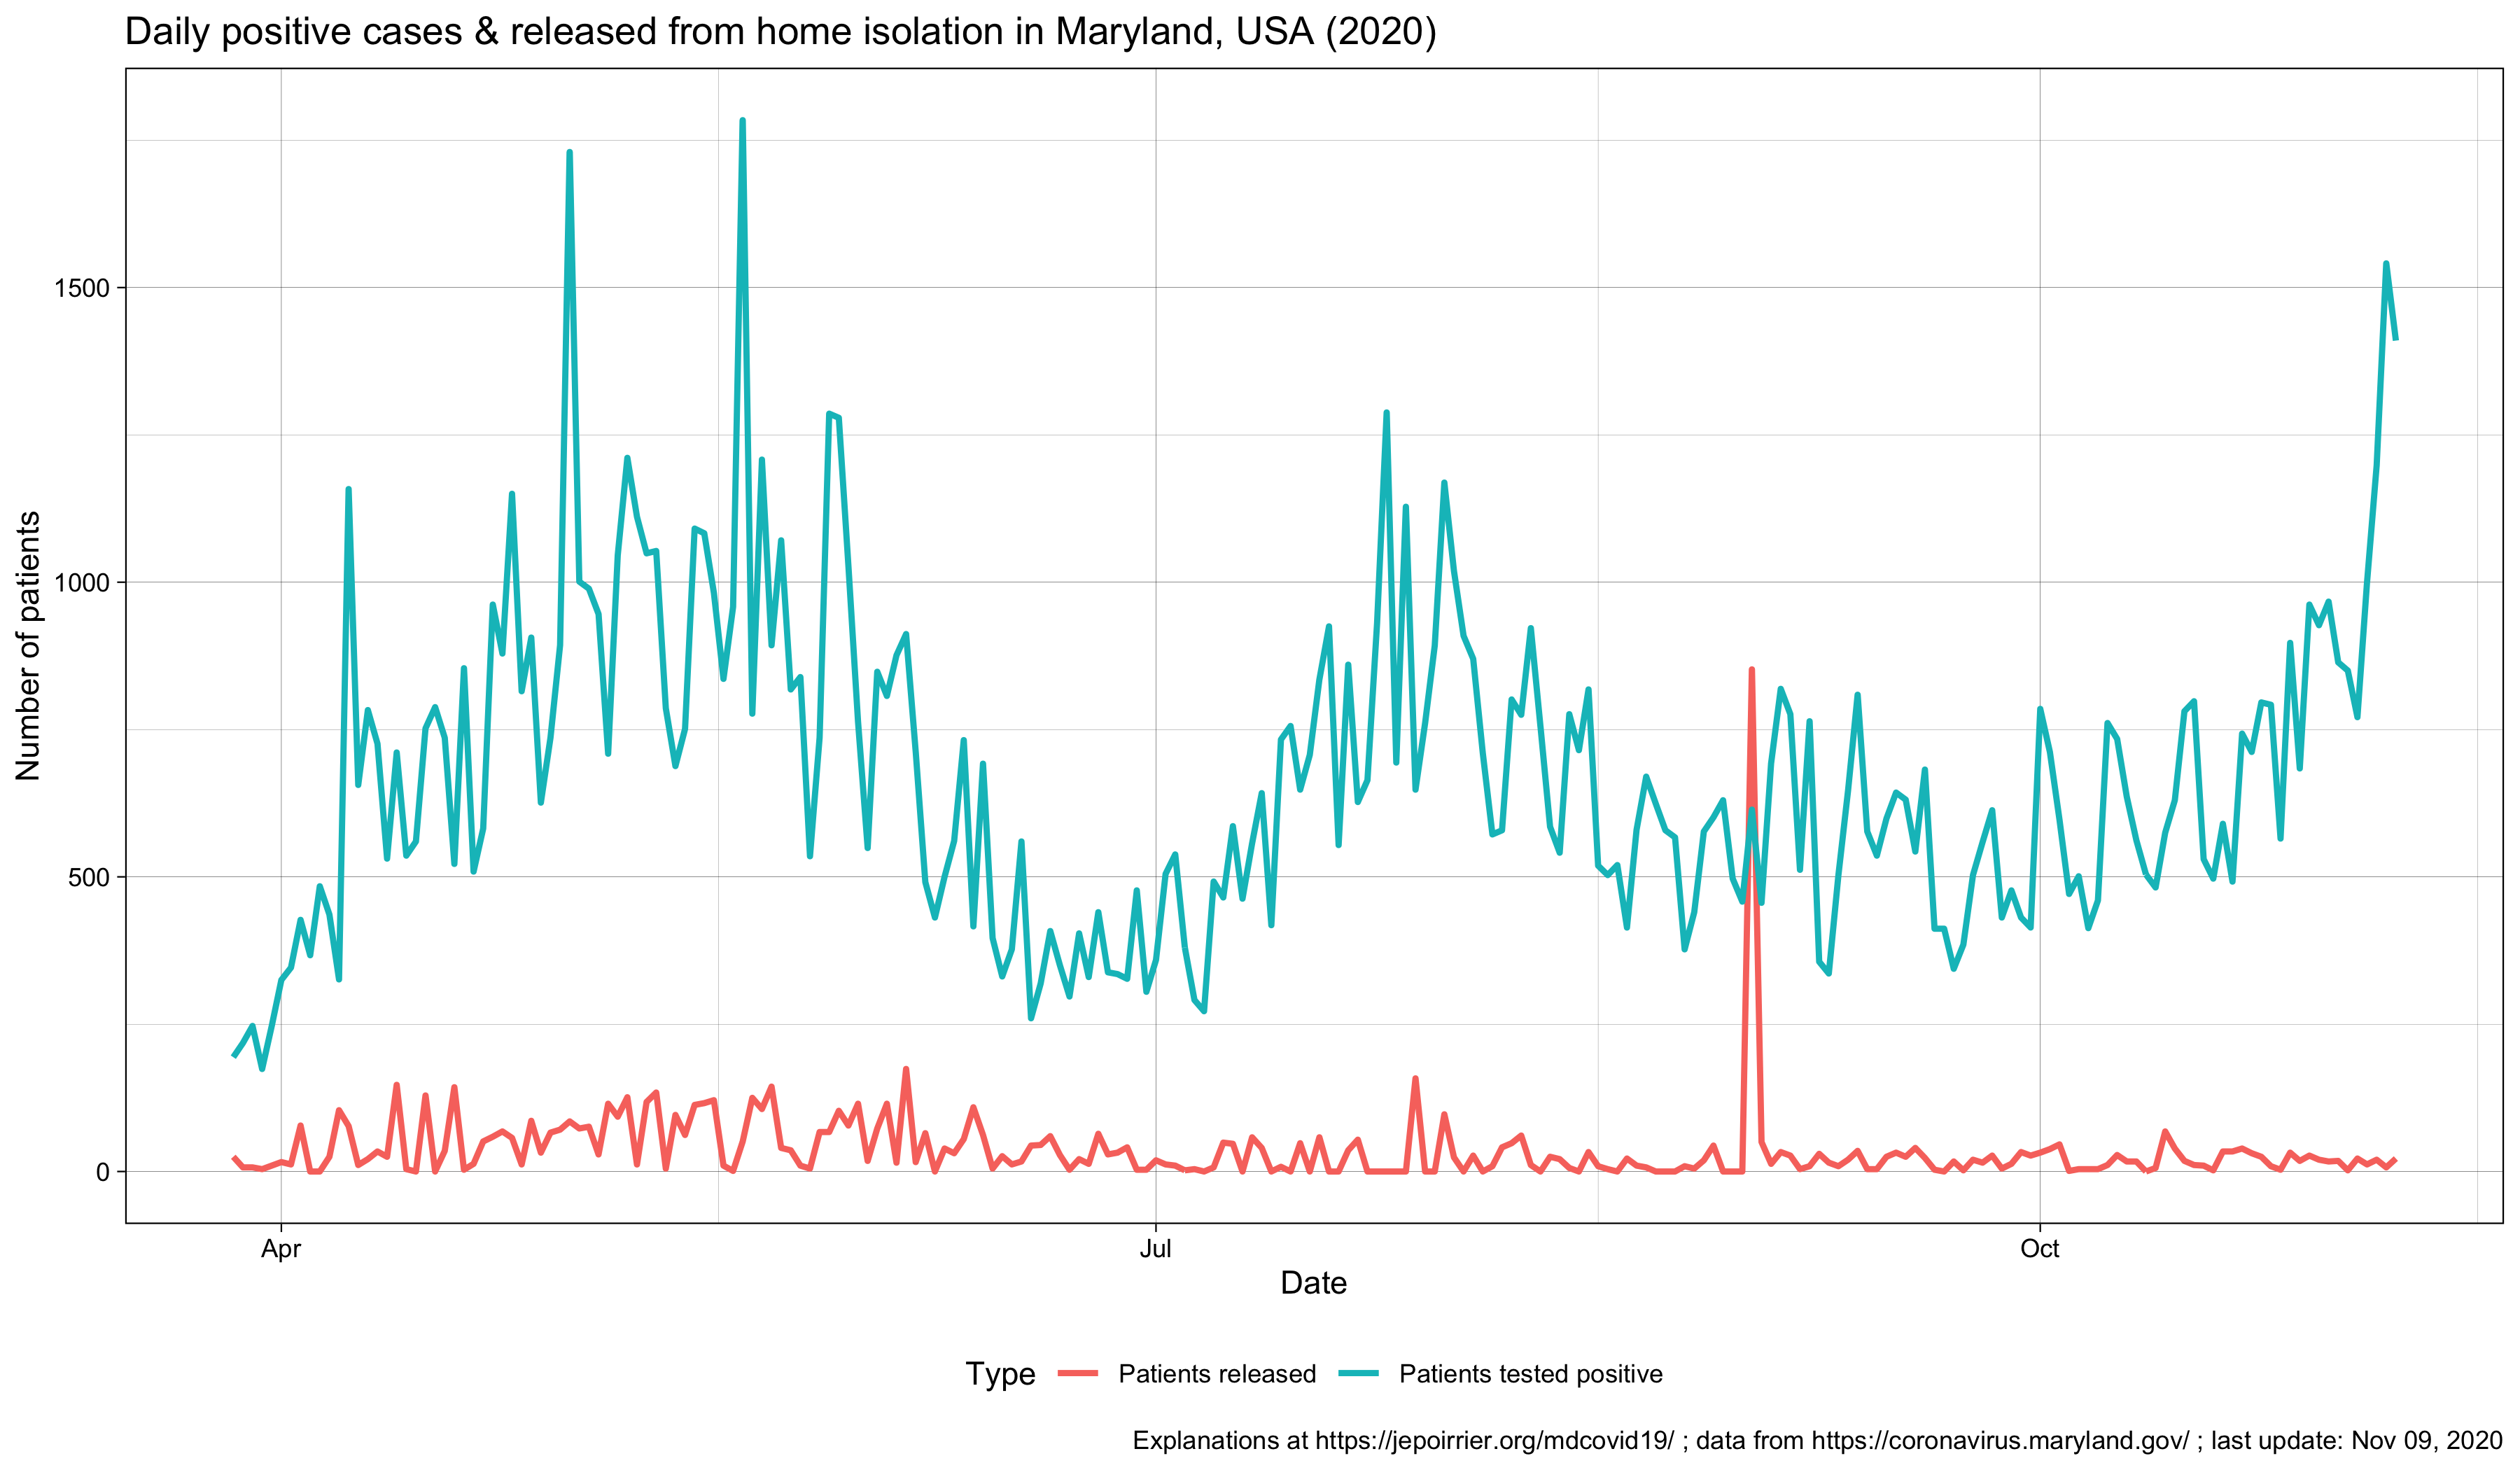 Daily positive cases & released from home isolation in Maryland, USA (2020)
Number of patients
1500
1000
500
0
Apr Jul Oct
Date
Type Patients released Patients tested positive
Explanations at https://jepoirrier.org/mdcovid19/ ; data from https://coronavirus.maryland.gov/ ; last update: Nov 09, 2020